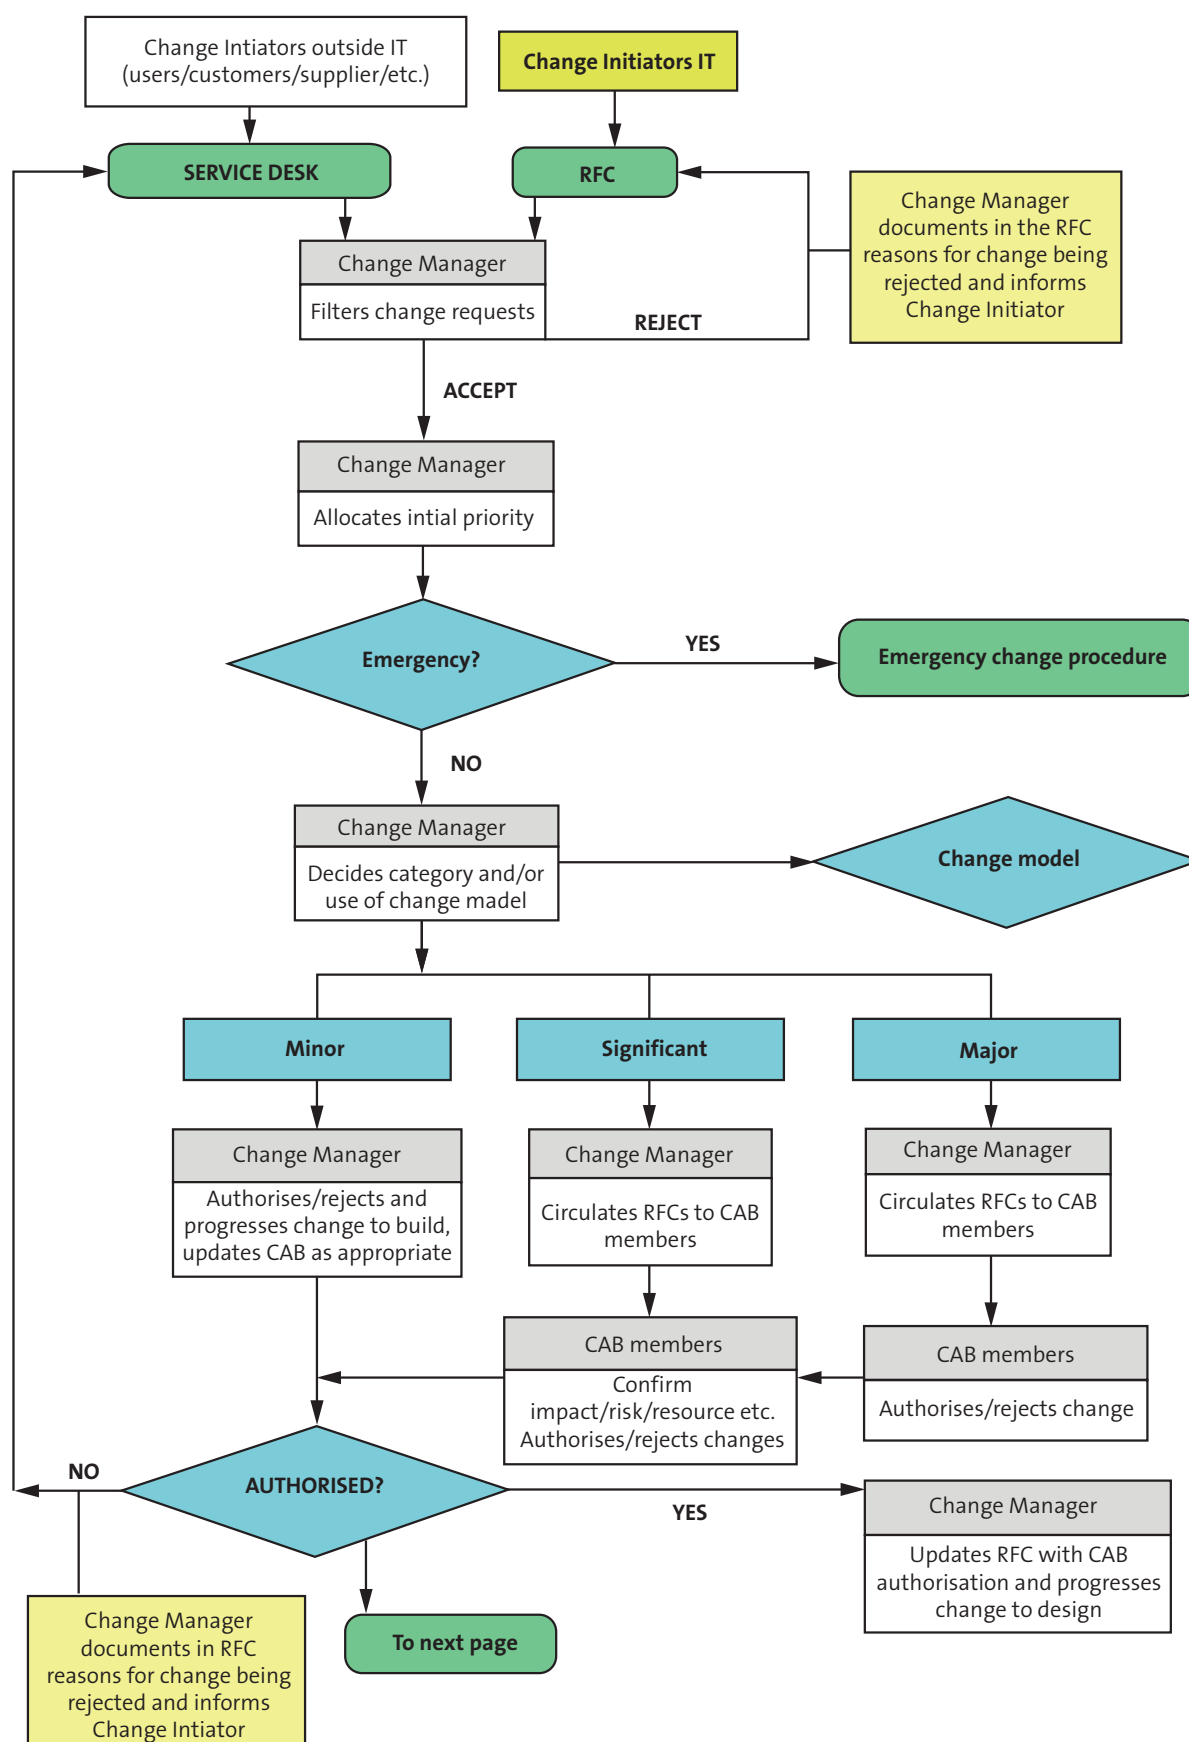 Change Intiators outside IT
(users/customers/supplier/etc.)
Change Initiators IT
SERVICE DESK
RFC
Change Manager
documents in the RFC
reasons for change being
rejected and informs
Change Initiator
Change Manager
Filters change requests
REJECT
ACCEPT
Change Manager
Allocates intial priority
Emergency?
YES
Emergency change procedure
NO
Change Manager
Decides category and/or
use of change madel
Change model
Minor
Significant
Major
Change Manager
Authorises/rejects and
progresses change to build,
updates CAB as appropriate
Change Manager
Circulates RFCs to CAB
members
Change Manager
Circulates RFCs to CAB
members
CAB members
Confirm
impact/risk/resource etc.
Authorises/rejects changes
CAB members
Authorises/rejects change
NO
AUTHORISED?
YES
Change Manager
Updates RFC with CAB
authorisation and progresses
change to design
Change Manager
documents in RFC
reasons for change being
rejected and informs
Change Intiator
To next page